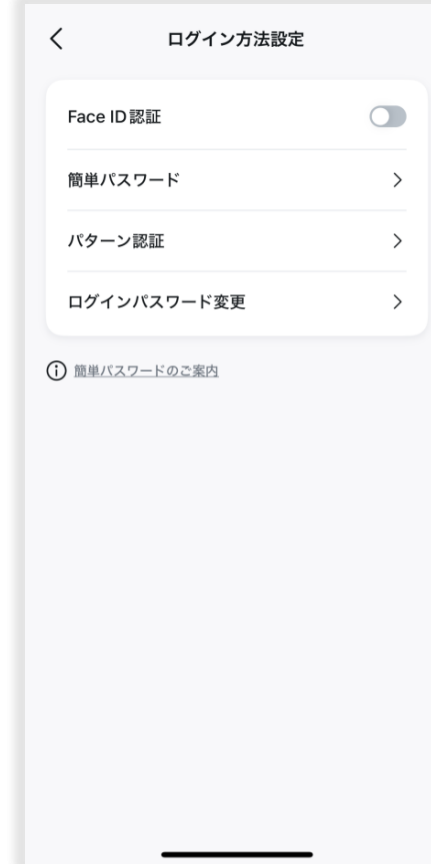 ログイン方法設定
Face ID認証
簡単パスワード
パターン認証
ログインパスワード変更
簡単パスワードのご案内